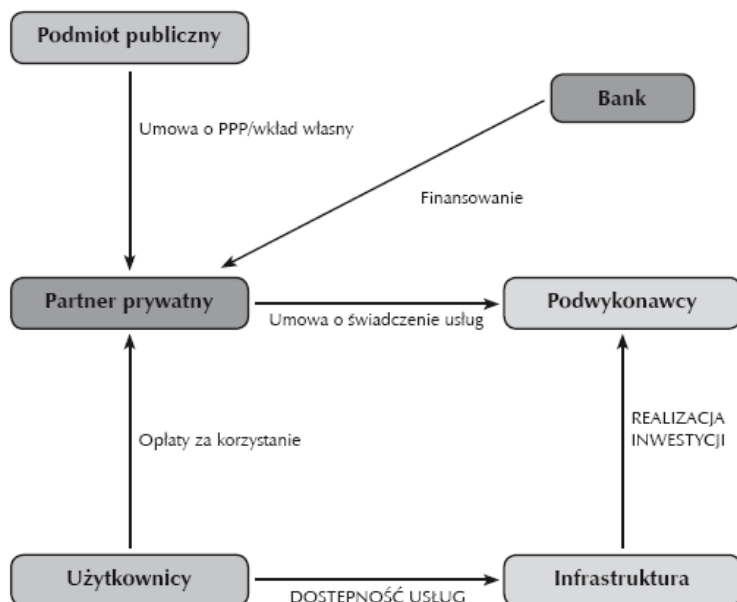 Podmiot publiczny
Bank
Umowa o PPP/wkład własny
Finansowanie
Partner prywatny
Podwykonawcy
Umowa o świadczenie usług
Opłaty za korzystanie
REALIZACJA
INWESTYCJI
Użytkownicy
Infrastruktura
DOSTĘPNOŚĆ USŁUG